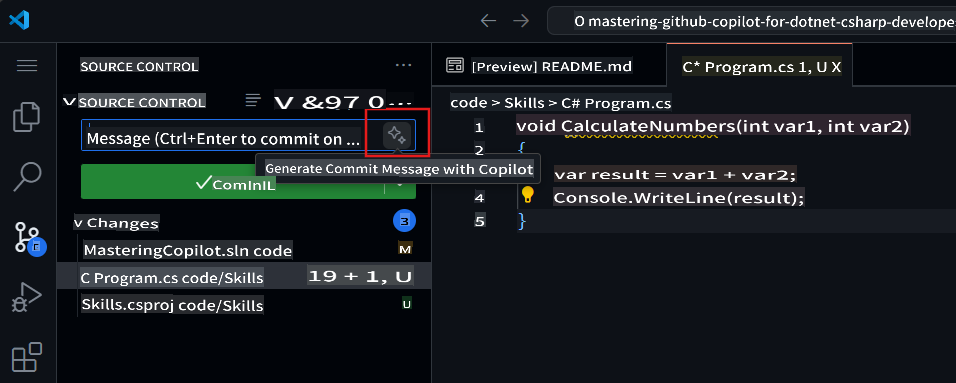 O mastering-github-copilot-for-dotnet-csharp-develope
SOURCE CONTROL ...
V SOURCE CONTROL V &97 0...
Message (Ctrl+Enter to commit on ...
Generate Commit Message with Copilot
ComInIL
v Changes 3
MasteringCopilot.sln code M
C Program.cs code/Skills 19 + 1, U
Skills.csproj code/Skills U
[Preview] README.md
C* Program.cs 1, U X
code > Skills > C# Program.cs
1 void CalculateNumbers(int var1, int var2)
2 {
var result = var1 + var2;
4 Console.WriteLine(result);
5 }